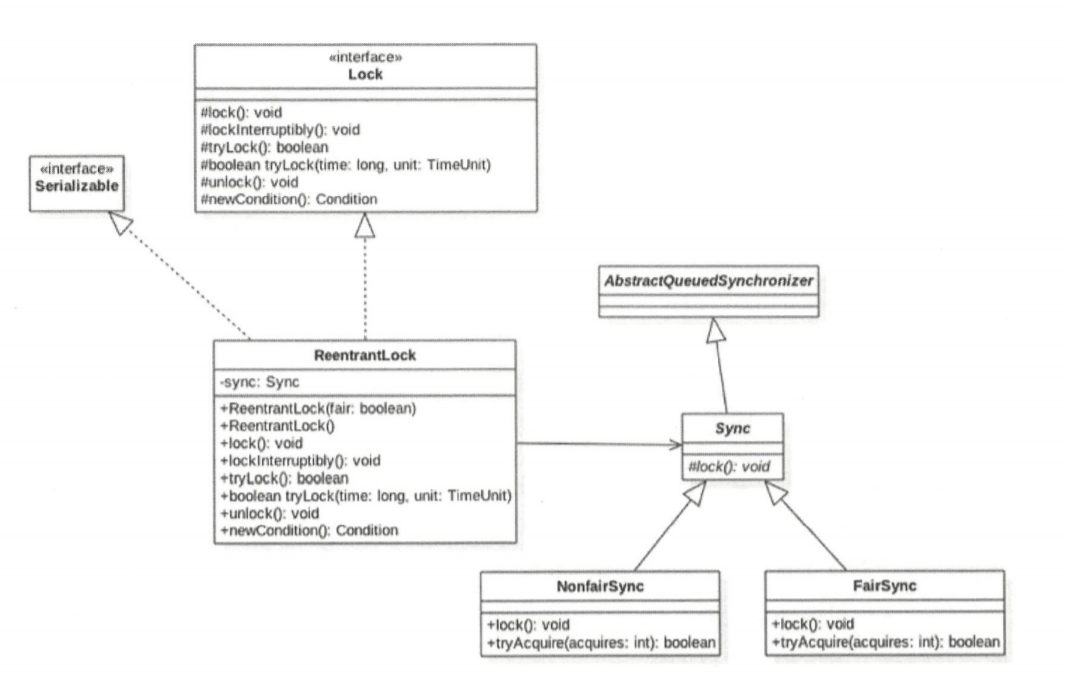 «interface»
Lock
#lock(): void
#lockInterruptibly(): void
#tryLock(): boolean
#boolean tryLock(time: long, unit: TimeUnit)
#unlock(): void
#newCondition(): Condition
«interface»
Serializable
AbstractQueuedSynchronizer
ReentrantLock
-sync: Sync
+ReentrantLock(fair: boolean)
+ReentrantLock()
+lock(): void
+lockInterruptibly(): void
+tryLock(): boolean
+boolean tryLock(time: long, unit: TimeUnit)
+unlock(): void
+newCondition(): Condition
Sync
#lock(): void
NonfairSync
+lock(): void
+tryAcquire(acquires: int): boolean
FairSync
+lock(): void
+tryAcquire(acquires: int): boolean